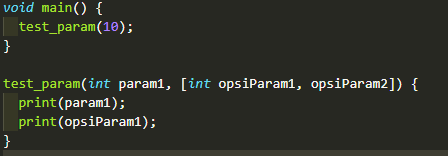 void main() {
  test_param(10);
}

test_param(int param1, [int opsiParam1, opsiParam2]) {
  print(param1);
  print(opsiParam1);
}